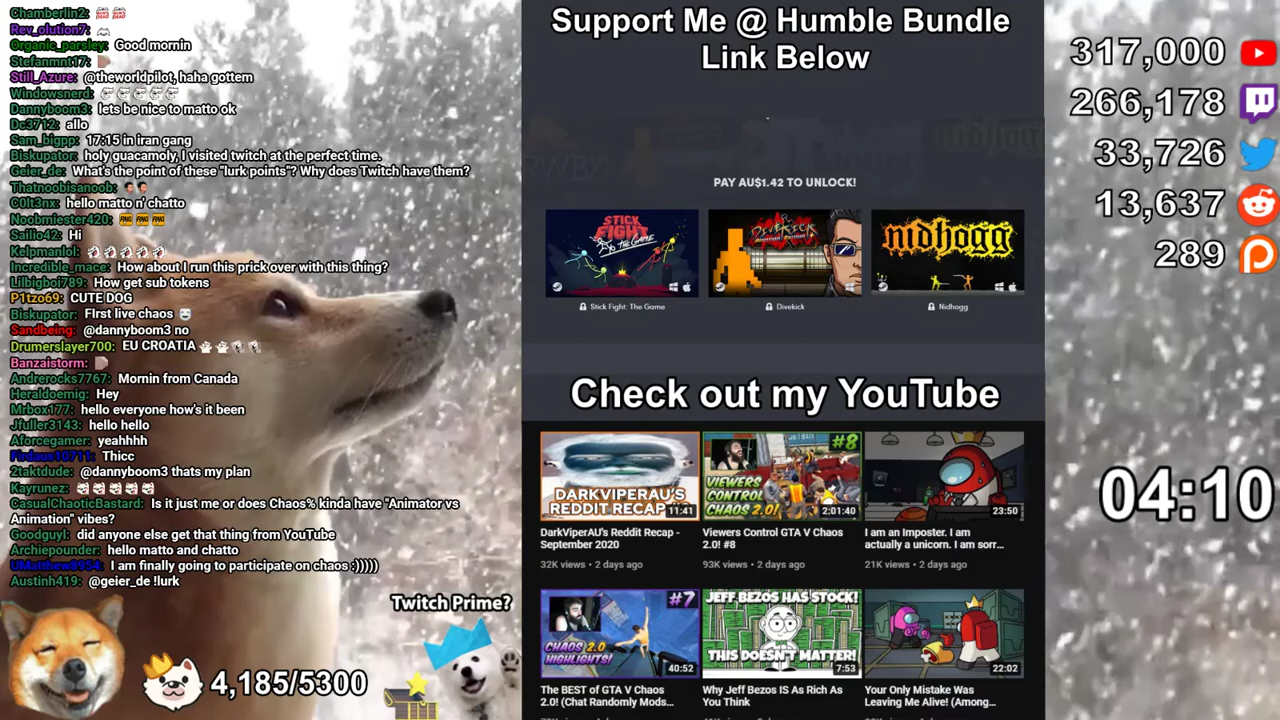 Chamberlin2:
Rev_olution7:
Organic_parsley: Good mornin
Stefanmnt17:
Still_Azure: @theworldpilot, haha gottem
Windowsnerd:
Dannyboom3: lets be nice to matto ok
Dc3712: allo
Sam_bigpp: 17:15 in iran gang
Biskupator: holy guacamoly, I visited twitch at the perfect time.
Geier_de: What's the point of these "lurk points"? Why does Twitch have them?
Thatnoobisanoob:
C0lt3nx: hello matto n' chatto
Noobmiester420:
Sailio42: Hi
Kelpmanlol:
Incredible_mace: How about I run this prick over with this thing?
Lilbigboi789: How get sub tokens
P1tzo69: CUTE DOG
Biskupator: FIrst live chaos
Sandbeing: @dannyboom3 no
Drumerslayer700: EU CROATIA
Banzaistorm:
Andrerocks7767: Mornin from Canada
Heraldoemig: Hey
Mrbox177: hello everyone how's it been
Jfuller3143: hello hello
Aforcegamer: yeahhhh
Firdaus10711: Thicc
2taktdude: @dannyboom3 thats my plan
Kayrunez:
CasualChaoticBastard: Is it just me or does Chaos% kinda have "Animator vs
Animation" vibes?
Goodguyl: did anyone else get that thing from YouTube
Archiepounder: hello matto and chatto
UMatthew8954: I am finally going to participate on chaos :)))))
Austinh419: @geier_de !lurk
Twitch Prime?
4,185/5300
Support Me @ Humble Bundle
Link Below
RWBY
nidhogg
PAY AU$1.42 TO UNLOCK!
STICK
FIGHT
THE GAME
DIVEKICK
nidhogg
Stick Fight: The Game
Divekick
Nidhogg
Check out my YouTube
DARKVIPERAU'S
REDDIT RECAP
11:41
#8
VIEWERS
CONTROL
CHAOS 2.0!
2:01:40
23:50
DarkViperAU's Reddit Recap -
September 2020
32K views • 2 days ago
Viewers Control GTA V Chaos
2.0! #8
93K views • 2 days ago
I am an Imposter. I am
actually a unicorn. I am sorr...
21K views • 2 days ago
#7
CHAOS 2.0
HIGHLIGHTS!
40:52
JEFF BEZOS HAS STOCK!
THIS DOESN'T MATTER!
7:53
22:02
The BEST of GTA V Chaos
2.0! (Chat Randomly Mods...
Why Jeff Bezos IS As Rich As
You Think
Your Only Mistake Was
Leaving Me Alive! (Among...
317,000
266,178
33,726
13,637
289
04:10